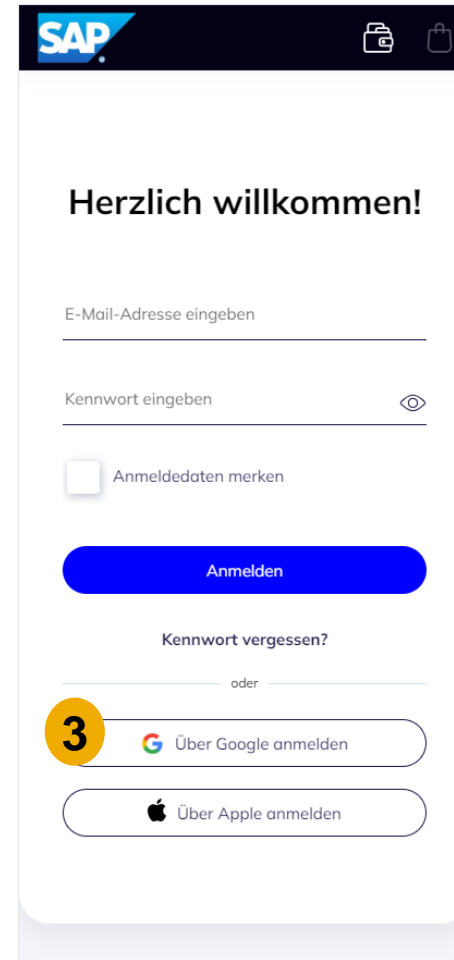 SAP
Herzlich willkommen!
E-Mail-Adresse eingeben
Kennwort eingeben
Anmeldedaten merken
Anmelden
Kennwort vergessen?
oder
3
Über Google anmelden
Über Apple anmelden